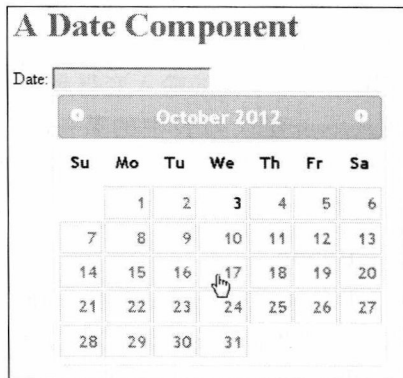 A Date Component
Date:
October 2012
Su Mo Tu We Th Fr Sa
1 2 3 4 5 6
7 8 9 10 11 12 13
14 15 16 17 18 19 20
21 22 23 24 25 26 27
28 29 30 31